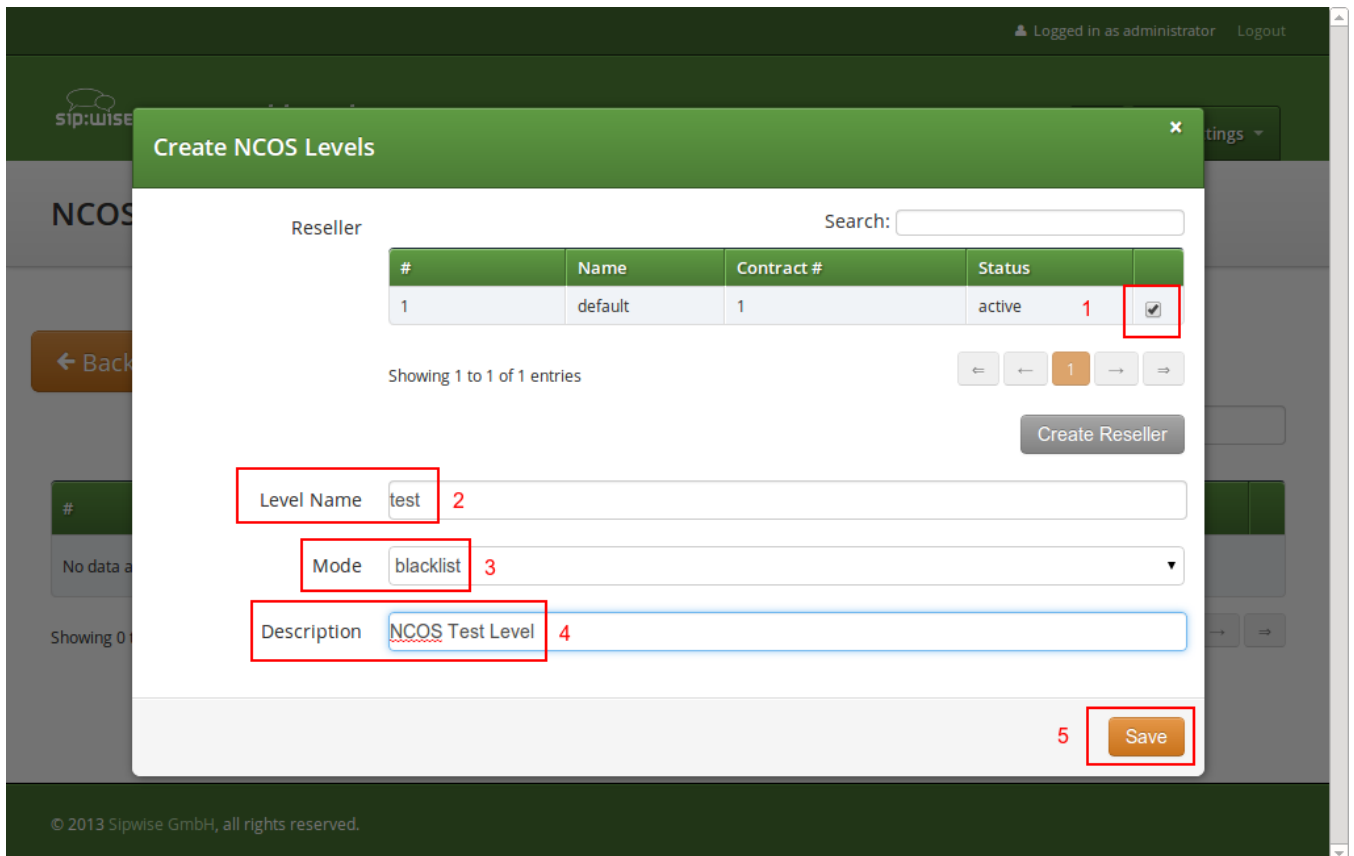 Logged in as administrator Logout
sip:wise
tings
Create NCOS Levels ×
NCOS
Reseller
Search:
# Name Contract # Status
1 default 1 active 1
← Back
Showing 1 to 1 of 1 entries
⇐ ← 1 → ⇒
Create Reseller
Level Name test 2
#
Mode blacklist 3
No data a
Description NCOS Test Level 4
Showing 0 t
→ ⇒
5 Save
© 2013 Sipwise GmbH, all rights reserved.